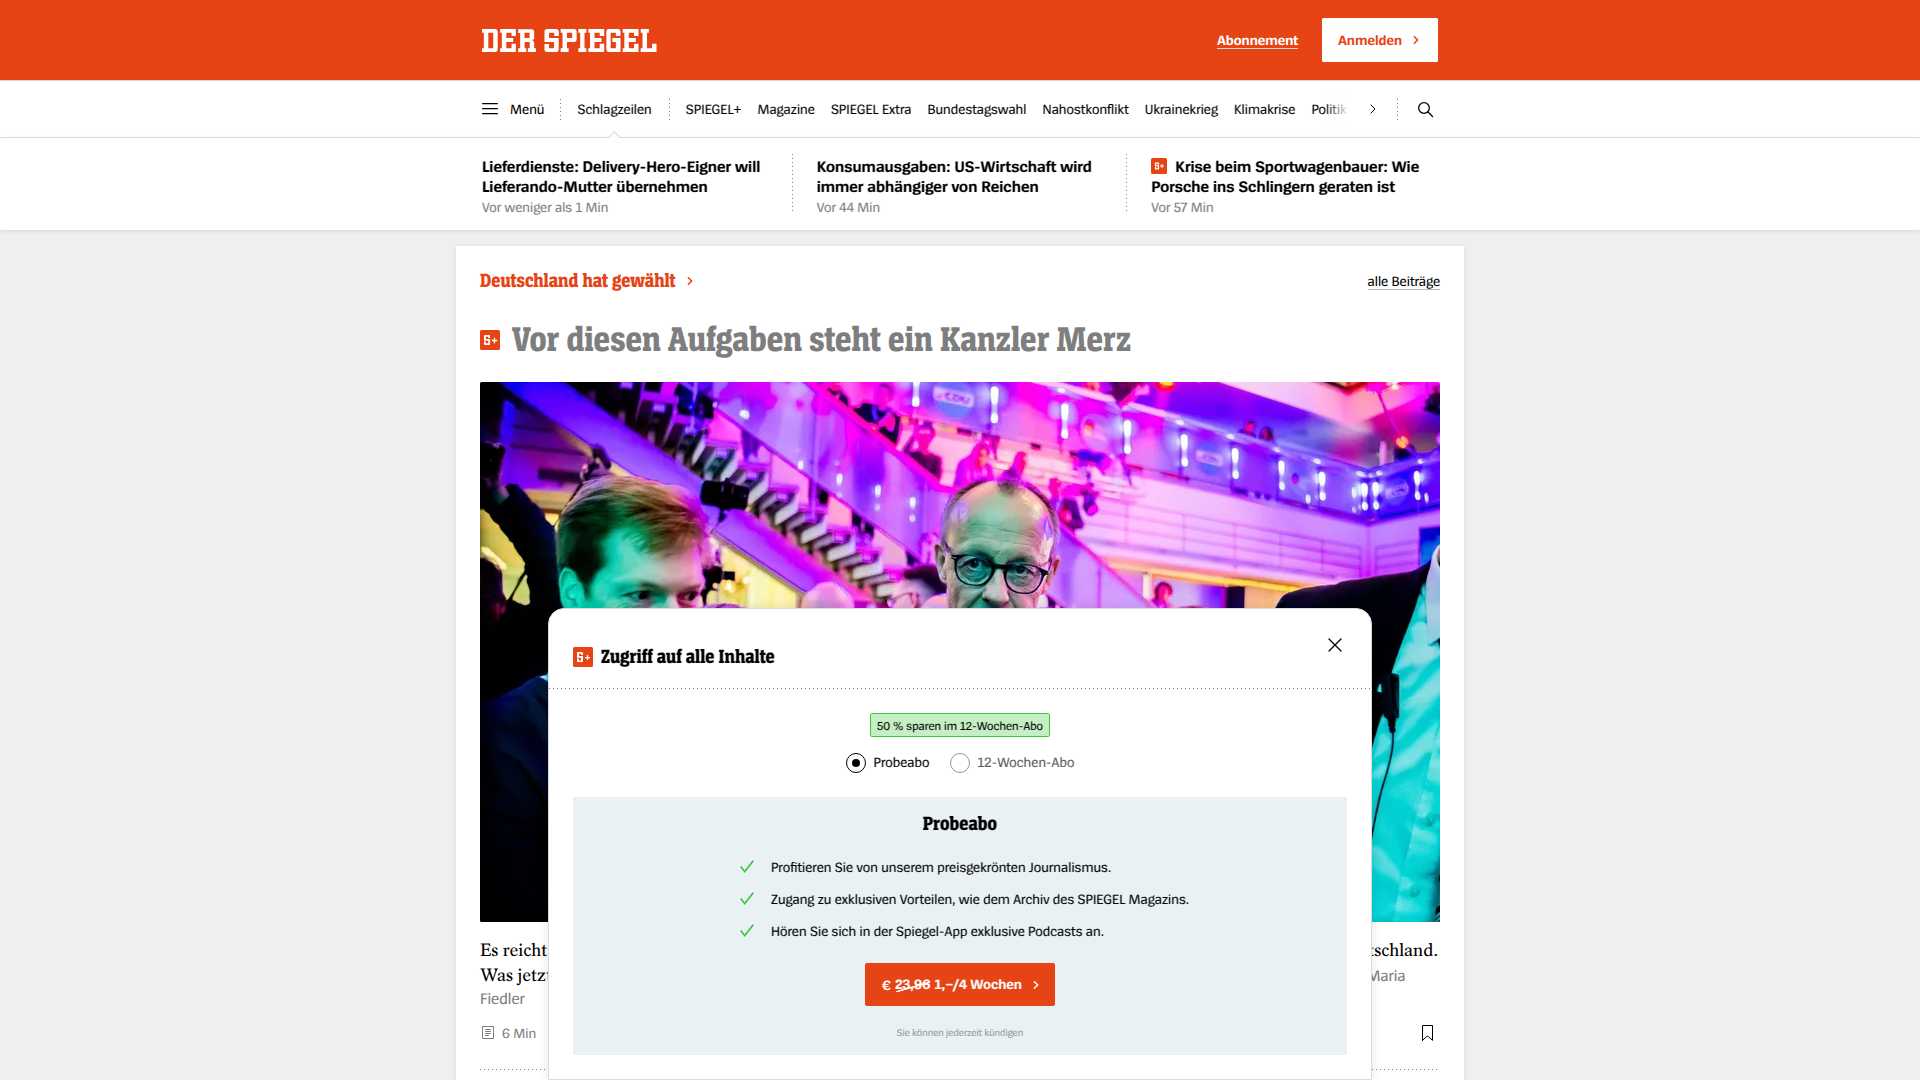 DER SPIEGEL
Abonnement
Anmelden
Menü
Schlagzeilen
SPIEGEL+
Magazine
SPIEGEL Extra
Bundestagswahl
Nahostkonflikt
Ukrainekrieg
Klimakrise
Politik
Lieferdienste: Delivery-Hero-Eigner will
Lieferando-Mutter übernehmen
Vor weniger als 1 Min
Konsumausgaben: US-Wirtschaft wird
immer abhängiger von Reichen
Vor 44 Min
S+ Krise beim Sportwagenbauer: Wie
Porsche ins Schlingern geraten ist
Vor 57 Min
Deutschland hat gewählt
alle Beiträge
S+ Vor diesen Aufgaben steht ein Kanzler Merz
S+ Zugriff auf alle Inhalte
50 % sparen im 12-Wochen-Abo
Probeabo
12-Wochen-Abo
Probeabo
Profitieren Sie von unserem preisgekrönten Journalismus.
Zugang zu exklusiven Vorteilen, wie dem Archiv des SPIEGEL Magazins.
Hören Sie sich in der Spiegel-App exklusive Podcasts an.
€ 23,96 1,–/4 Wochen
Sie können jederzeit kündigen
Es reicht
tschland.
Was jetzt
Maria
Fiedler
6 Min